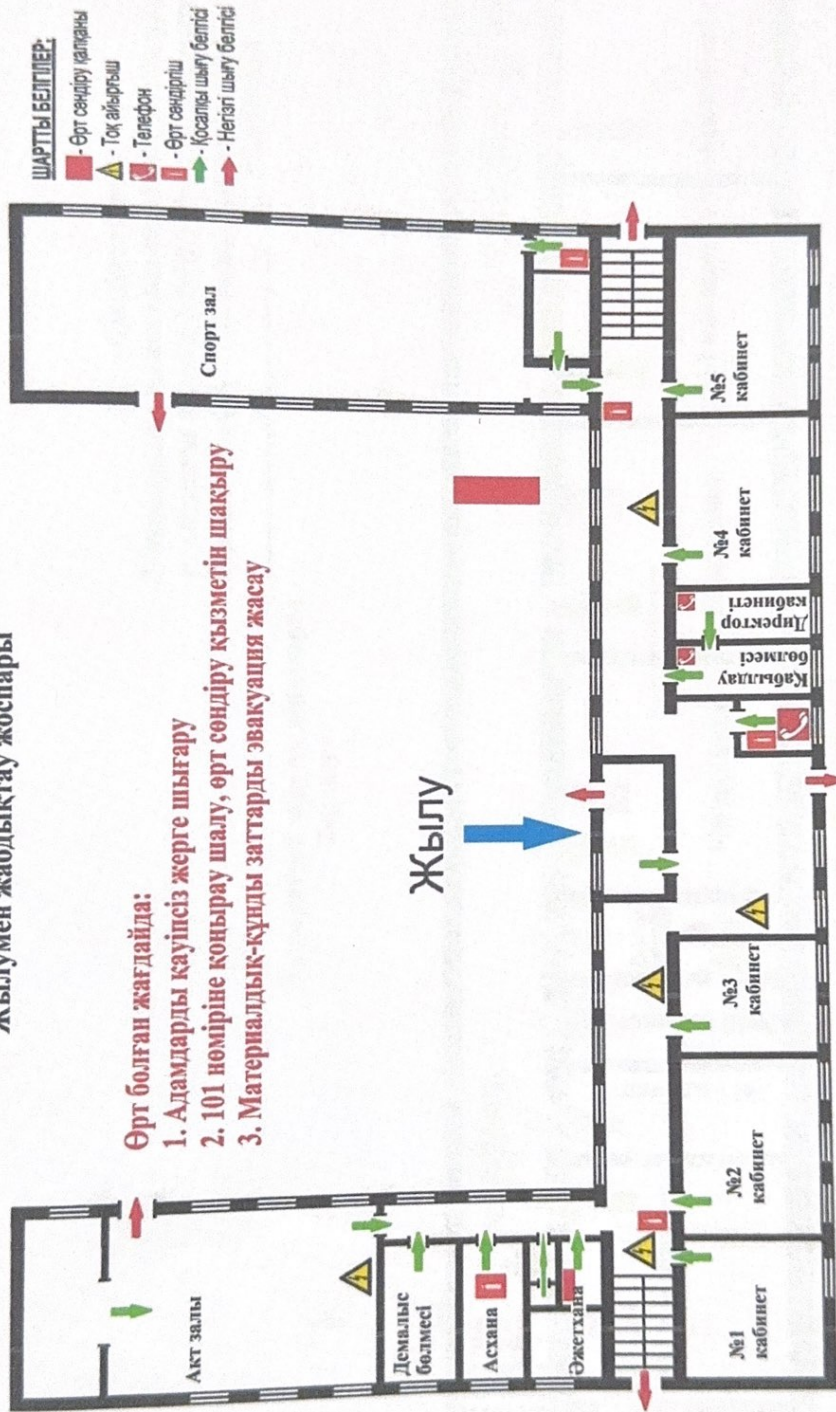 Жылумен жабдықтау жоспары
ШАРТТЫ БЕЛГІЛЕР:
- Өрт сөндіру қалқаны
- Тоқ айырғыш
- Телефон
- Өрт сөндіргіш
- Қосалқы шығу белгісі
- Негізгі шығу белгісі
Өрт болған жағдайда:
1. Адамдарды қауіпсіз жерге шығару
2. 101 нөміріне қоңырау шалу, өрт сөндіру қызметін шақыру
3. Материалдық-құнды заттарды эвакуация жасау
Акт залы
Спорт зал
Жылу
Демалыс
бөлмесі
Асхана
Әжетхана
№1
кабинет
№2
кабинет
№3
кабинет
Қабылдау
бөлмесі
Директор
кабинеті
№4
кабинет
№5
кабинет